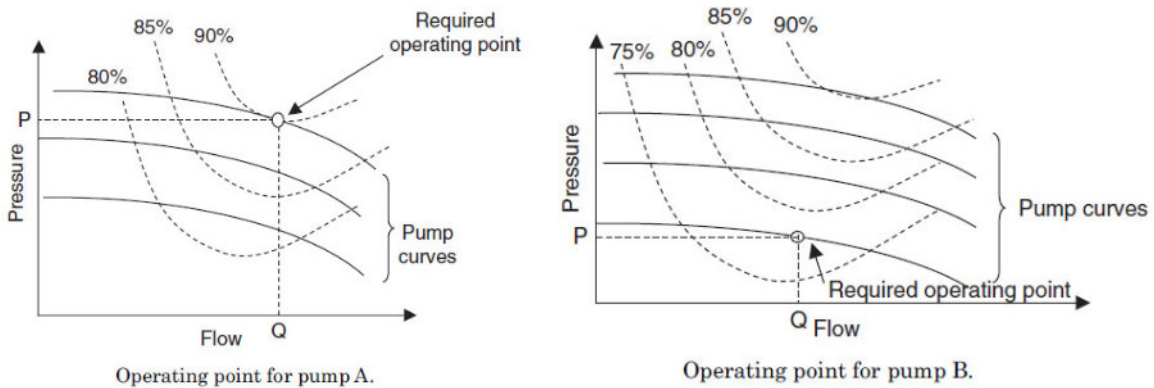 Required
operating point
90%
85%
80%
P
Pressure
Pump
curves
Flow
Q
Operating point for pump A.
90%
85%
80%
75%
Pressure
Pump curves
P
Required operating point
Q Flow
Operating point for pump B.